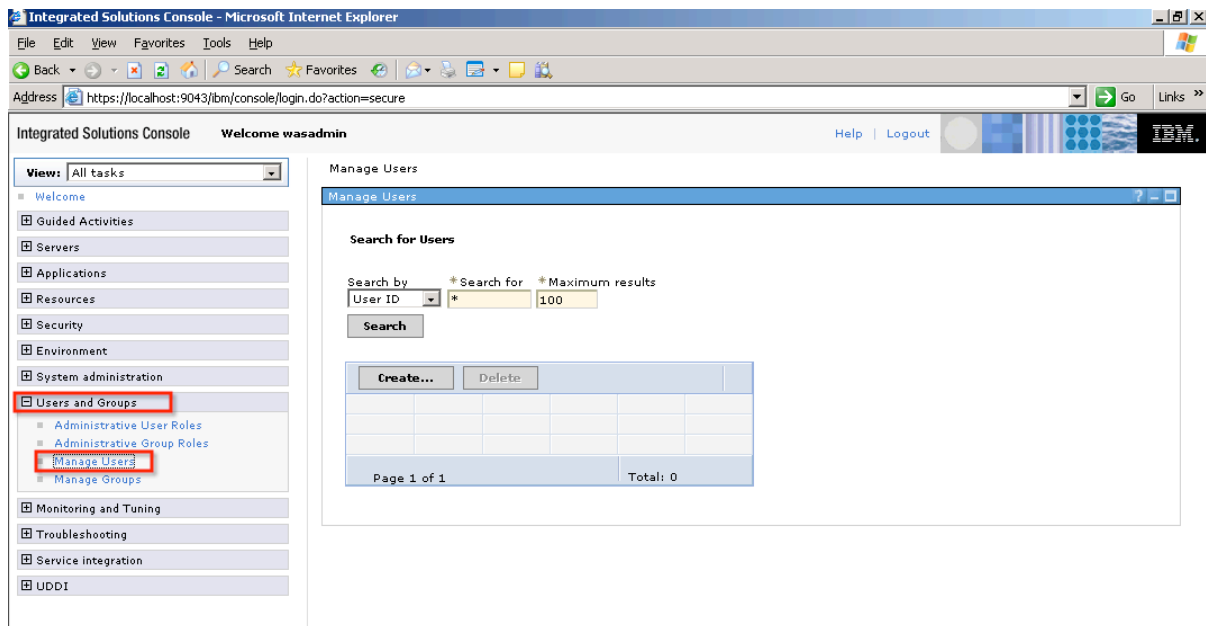 Integrated Solutions Console - Microsoft Internet Explorer
File Edit View Favorites Tools Help
Back Search Favorites
Address https://localhost:9043/ibm/console/login.do?action=secure Go Links »
Integrated Solutions Console Welcome wasadmin Help | Logout IBM.
View: All tasks
Welcome
Guided Activities
Servers
Applications
Resources
Security
Environment
System administration
Users and Groups
Administrative User Roles
Administrative Group Roles
Manage Users
Manage Groups
Monitoring and Tuning
Troubleshooting
Service integration
UDDI
Manage Users
Manage Users ?
Search for Users
Search by *Search for *Maximum results
User ID * 100
Search
Create... Delete
Page 1 of 1 Total: 0